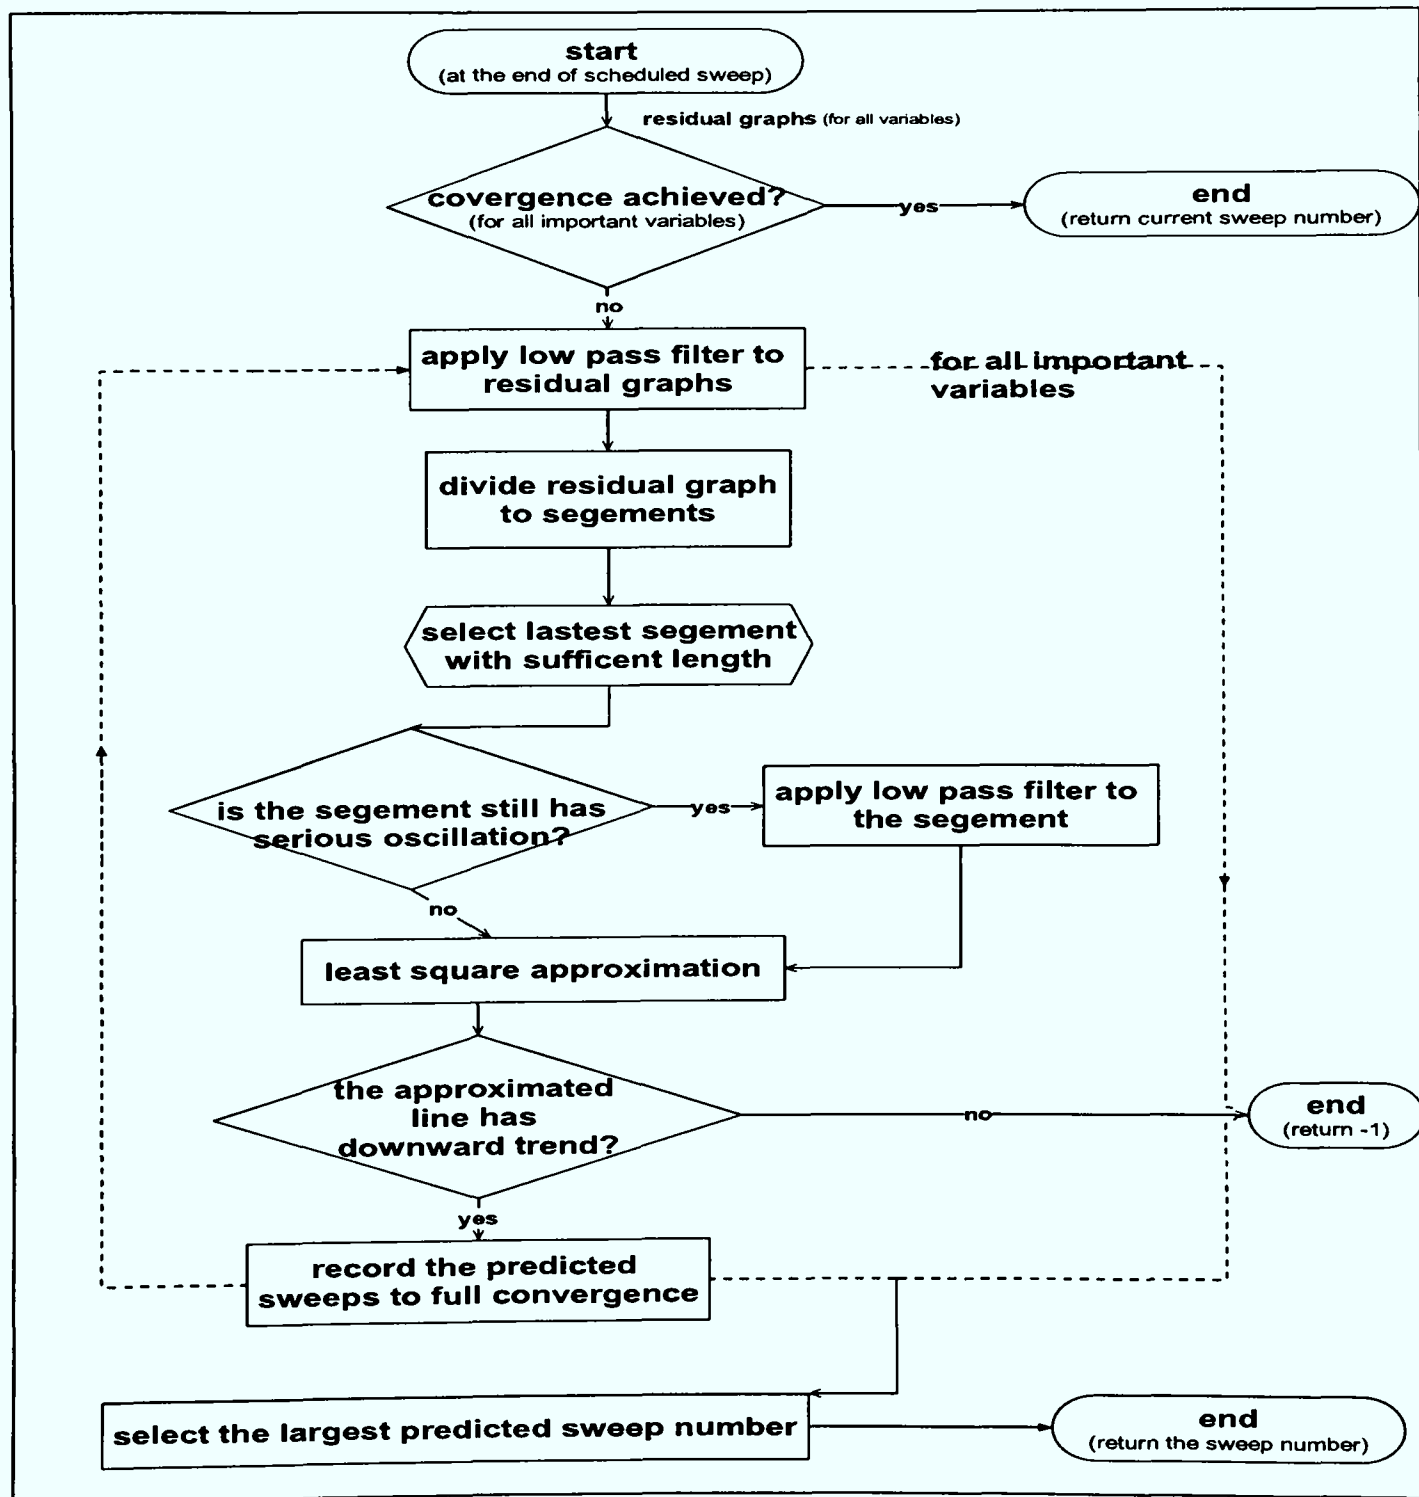 start
(at the end of scheduled sweep)
residual graphs (for all variables)
covergence achieved?
(for all important variables)
yes
end
(return current sweep number)
no
apply low pass filter to
residual graphs
for all important
variables
divide residual graph
to segements
select lastest segement
with sufficent length
is the segement still has
serious oscillation?
yes
apply low pass filter to
the segement
no
least square approximation
the approximated
line has
downward trend?
no
end
(return -1)
yes
record the predicted
sweeps to full convergence
select the largest predicted sweep number
end
(return the sweep number)